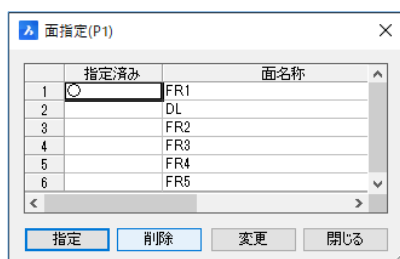 面指定(P1)
指定済み 面名称
1 ○ FR1
2 DL
3 FR2
4 FR3
5 FR4
6 FR5
指定 削除 変更 閉じる